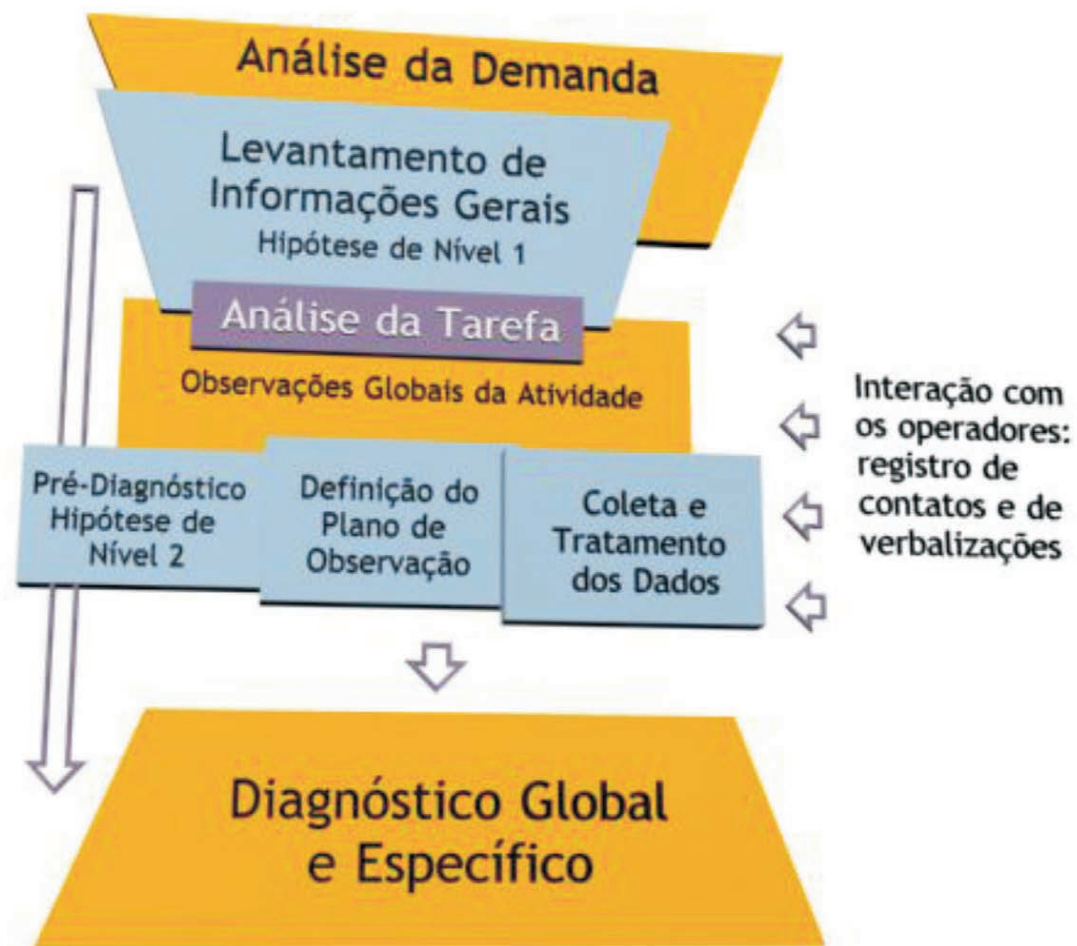 Análise da Demanda
Levantamento de
Informações Gerais
Hipótese de Nível 1
Análise da Tarefa
Observações Globais da Atividade
Pré-Diagnóstico
Hipótese de
Nível 2
Definição do
Plano de
Observação
Coleta e
Tratamento
dos Dados
Interação com
os operadores:
registro de
contatos e de
verbalizações
Diagnóstico Global
e Específico